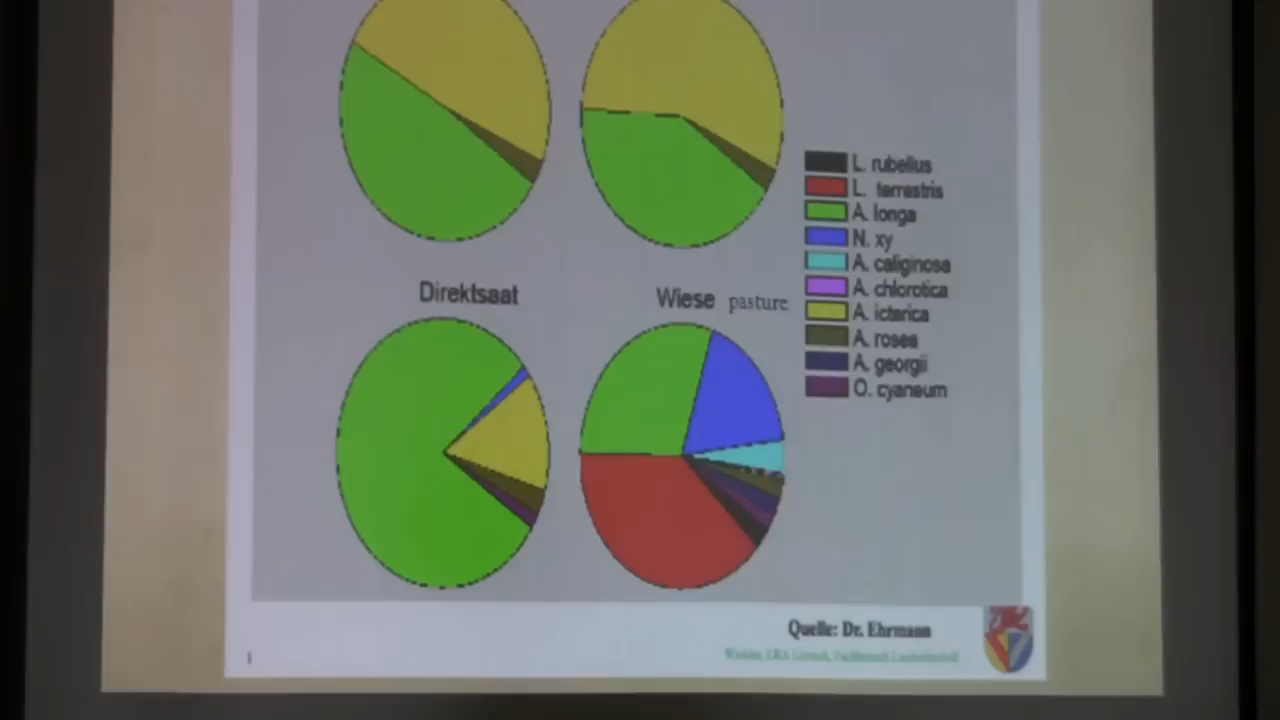 L. rubellus
L. terrestris
A. longa
N. xy
A. caliginosa
A. chlorotica
A. icterica
A. rosea
A. georgii
O. cyaneum
Direktsaat
Wiese pasture
Quelle: Dr. Ehrmann
1